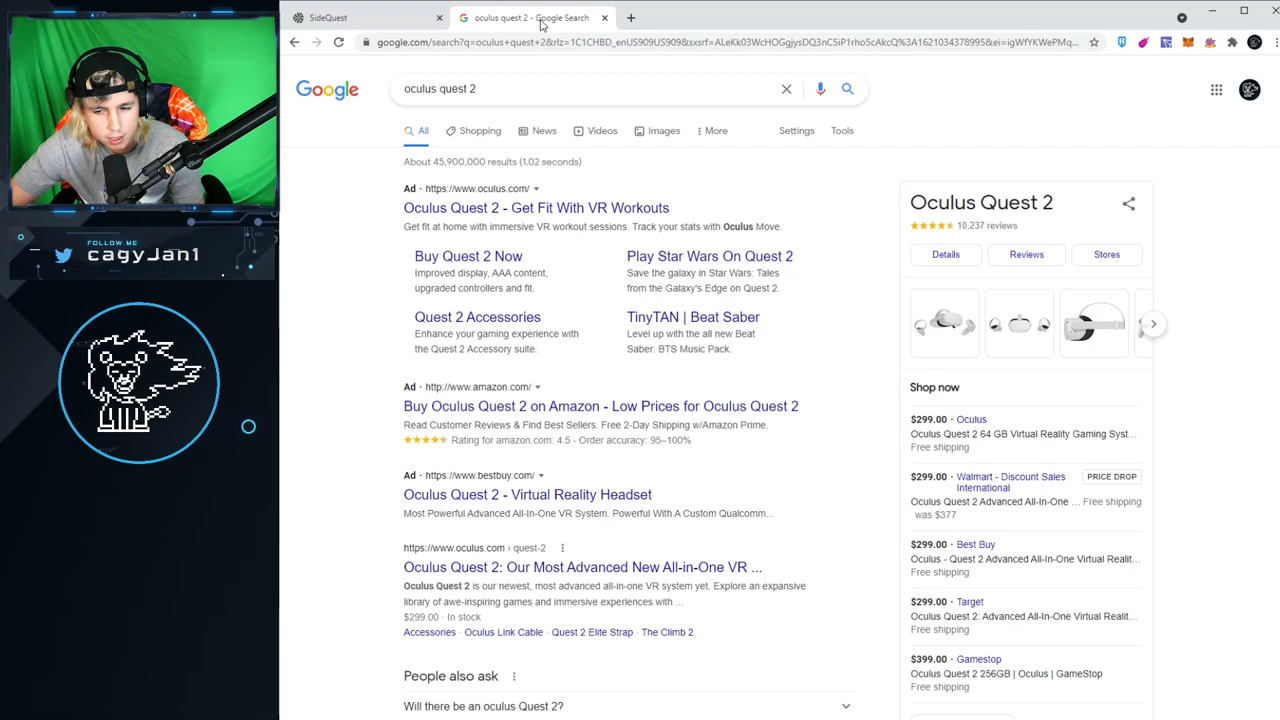 SideQuest
oculus quest 2 - Google Search
google.com/search?q=oculus+quest+2&rlz=1C1CHBD_enUS909US909&sxsrf=ALeKk03WcHOGgjysDQ3nC5iP1rho5cAkcQ%3A1621034378995&ei=igWfYKWePMq...
Google
oculus quest 2
All
Shopping
News
Videos
Images
More
Settings
Tools
About 45,900,000 results (1.02 seconds)
FOLLOW ME
cagyJan1
Ad · https://www.oculus.com/
Oculus Quest 2 - Get Fit With VR Workouts
Get fit at home with immersive VR workout sessions. Track your stats with Oculus Move.
Buy Quest 2 Now
Improved display, AAA content,
upgraded controllers and fit.
Play Star Wars On Quest 2
Save the galaxy in Star Wars: Tales
from the Galaxy's Edge on Quest 2.
Quest 2 Accessories
Enhance your gaming experience with
the Quest 2 Accessory suite.
TinyTAN | Beat Saber
Level up with the all new Beat
Saber: BTS Music Pack.
Ad · http://www.amazon.com/
Buy Oculus Quest 2 on Amazon - Low Prices for Oculus Quest 2
Read Customer Reviews & Find Best Sellers. Free 2-Day Shipping w/Amazon Prime.
Rating for amazon.com: 4.5 - Order accuracy: 95–100%
Ad · https://www.bestbuy.com/
Oculus Quest 2 - Virtual Reality Headset
Most Powerful Advanced All-In-One VR System. Powerful With A Custom Qualcomm...
https://www.oculus.com › quest-2
Oculus Quest 2: Our Most Advanced New All-in-One VR ...
Oculus Quest 2 is our newest, most advanced all-in-one VR system yet. Explore an expansive
library of awe-inspiring games and immersive experiences with ...
$299.00 · In stock
Accessories · Oculus Link Cable · Quest 2 Elite Strap · The Climb 2
People also ask
Will there be an oculus Quest 2?
Oculus Quest 2
10,237 reviews
Details
Reviews
Stores
Shop now
$299.00 · Oculus
Oculus Quest 2 64 GB Virtual Reality Gaming Syst...
Free shipping
$299.00 · Walmart - Discount Sales
International
PRICE DROP
Oculus Quest 2 Advanced All-In-One ... Free shipping
was $377
$299.00 · Best Buy
Oculus - Quest 2 Advanced All-In-One Virtual Realit...
Free shipping
$299.00 · Target
Oculus Quest 2: Advanced All-In-One Virtual Realit...
Free shipping
$399.00 · Gamestop
Oculus Quest 2 256GB | Oculus | GameStop
Free shipping